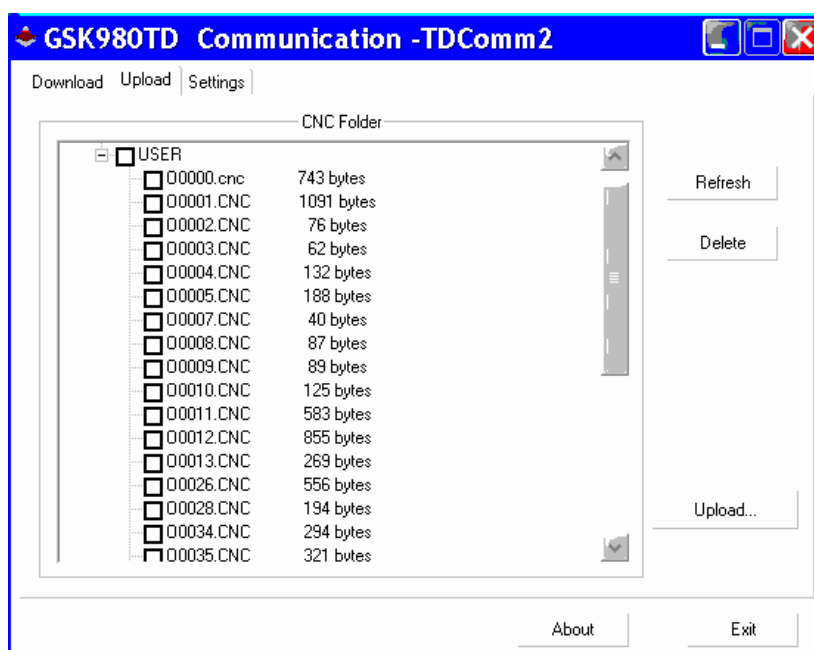 GSK980TD Communication -TDComm2
Download Upload Settings
CNC Folder
USER
O0000.cnc 743 bytes
O0001.CNC 1091 bytes
O0002.CNC 76 bytes
O0003.CNC 62 bytes
O0004.CNC 132 bytes
O0005.CNC 188 bytes
O0007.CNC 40 bytes
O0008.CNC 87 bytes
O0009.CNC 89 bytes
O0010.CNC 125 bytes
O0011.CNC 583 bytes
O0012.CNC 855 bytes
O0013.CNC 269 bytes
O0026.CNC 556 bytes
O0028.CNC 194 bytes
O0034.CNC 294 bytes
O0035.CNC 321 bytes
Refresh
Delete
Upload...
About Exit